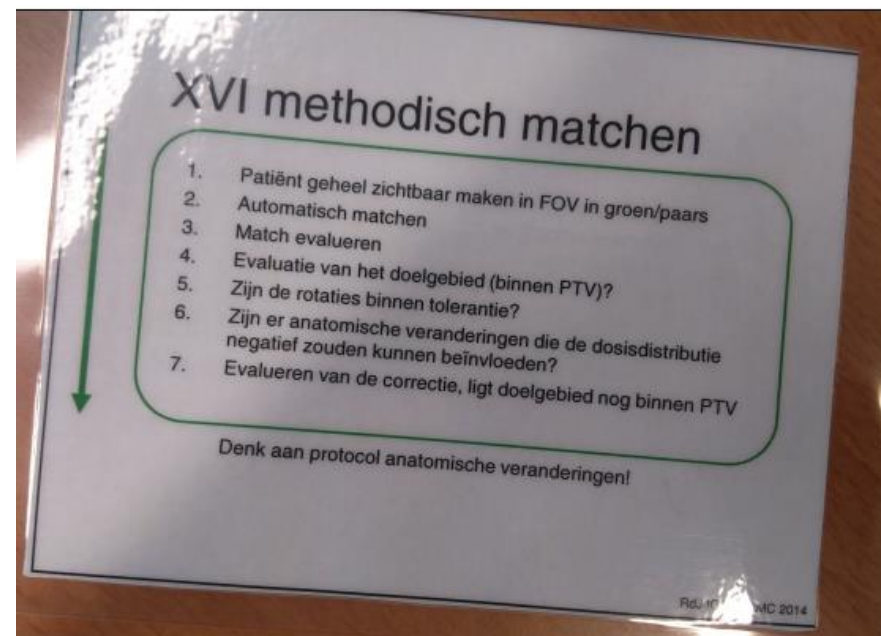 XVI methodisch matchen
1. Patiënt geheel zichtbaar maken in FOV in groen/paars
2. Automatisch matchen
3. Match evalueren
4. Evaluatie van het doelgebied (binnen PTV)?
5. Zijn de rotaties binnen tolerantie?
6. Zijn er anatomische veranderingen die de dosisdistributie
negatief zouden kunnen beïnvloeden?
7. Evalueren van de correctie, ligt doelgebied nog binnen PTV
Denk aan protocol anatomische veranderingen!
2014